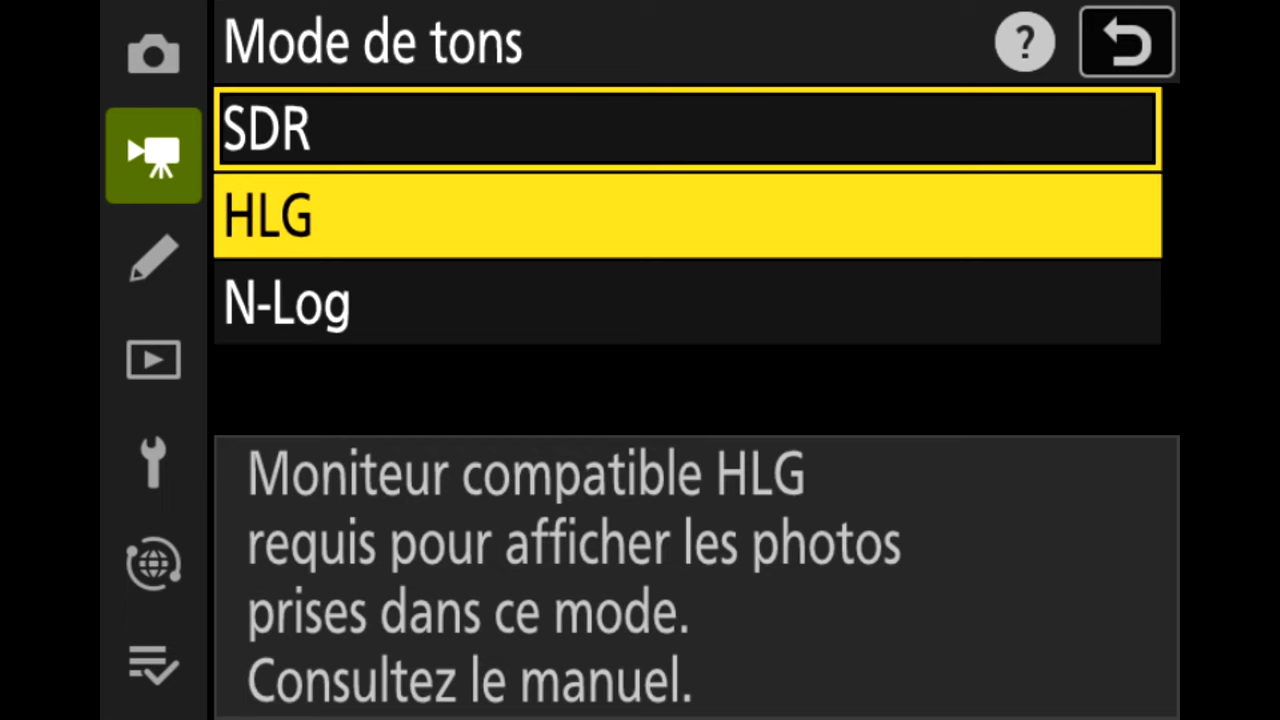 Mode de tons
?
SDR
HLG
N-Log
Moniteur compatible HLG
requis pour afficher les photos
prises dans ce mode.
Consultez le manuel.